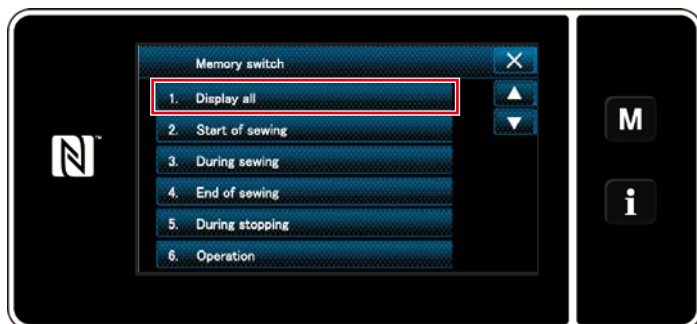 Memory switch
1. Display all
2. Start of sewing
3. During sewing
4. End of sewing
5. During stopping
6. Operation
M
i